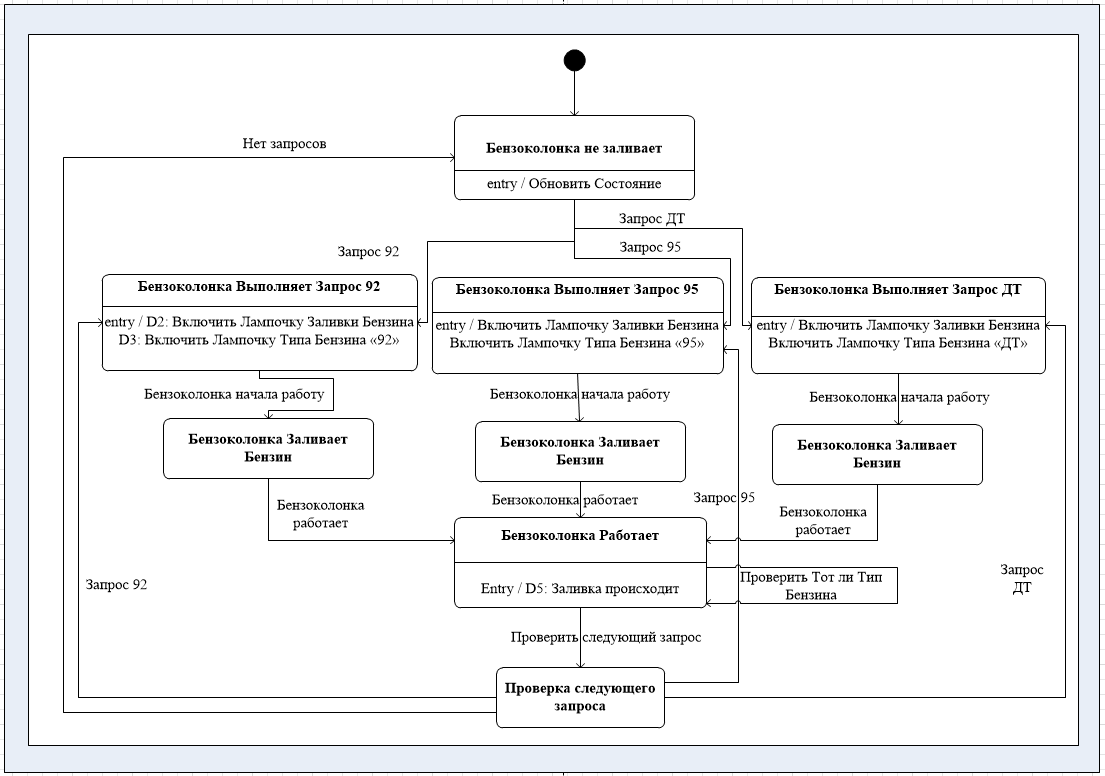 Нет запросов
Бензоколонка не заливает
entry / Обновить Состояние
Запрос ДТ
Запрос 92
Запрос 95
Бензоколонка Выполняет Запрос 92
entry / D2: Включить Лампочку Заливки Бензина
D3: Включить Лампочку Типа Бензина «92»
Бензоколонка Выполняет Запрос 95
entry / Включить Лампочку Заливки Бензина
Включить Лампочку Типа Бензина «95»
Бензоколонка Выполняет Запрос ДТ
entry / Включить Лампочку Заливки Бензина
Включить Лампочку Типа Бензина «ДТ»
Бензоколонка начала работу
Бензоколонка начала работу
Бензоколонка начала работу
Бензоколонка Заливает
Бензин
Бензоколонка Заливает
Бензин
Бензоколонка Заливает
Бензин
Бензоколонка
работает
Бензоколонка работает
Запрос 95
Бензоколонка
работает
Бензоколонка Работает
Entry / D5: Заливка происходит
Проверить Тот ли Тип
Бензина
Запрос 92
Запрос
ДТ
Проверить следующий запрос
Проверка следующего
запроса